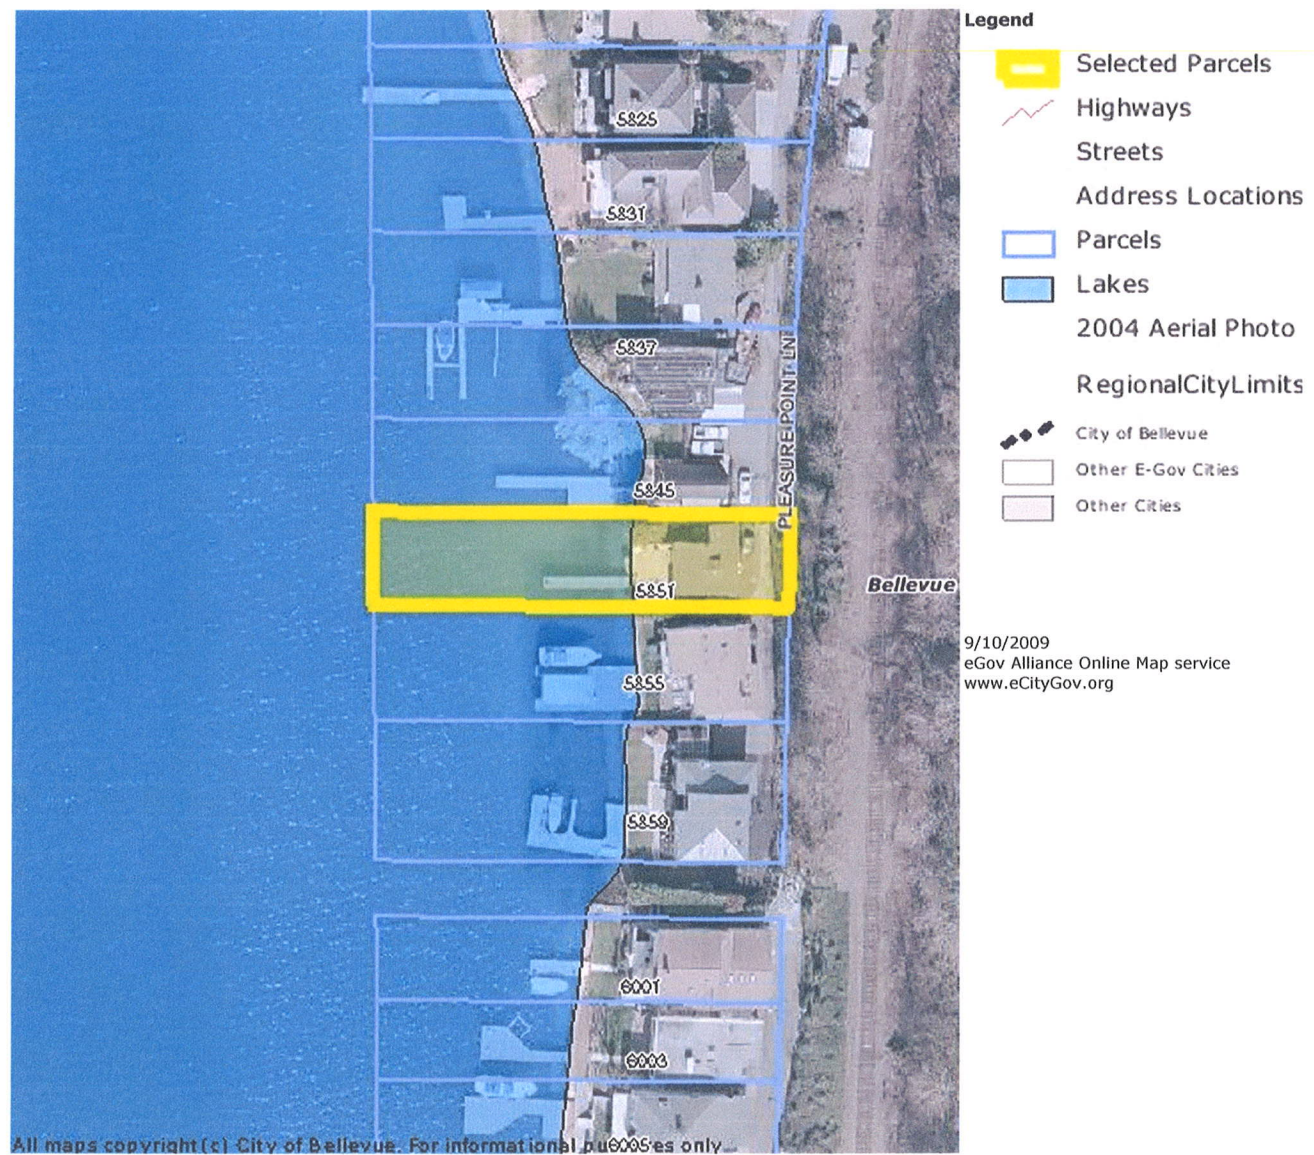 Legend
Selected Parcels
Highways
Streets
Address Locations
Parcels
Lakes
2004 Aerial Photo
RegionalCityLimits
City of Bellevue
Other E-Gov Cities
Other Cities
5825
5831
5837
PLEASURE POINT LN
5845
5851
Bellevue
5855
5859
6001
6003
6005
9/10/2009
eGov Alliance Online Map service
www.eCityGov.org
All maps copyright(c) City of Bellevue. For informational purposes only